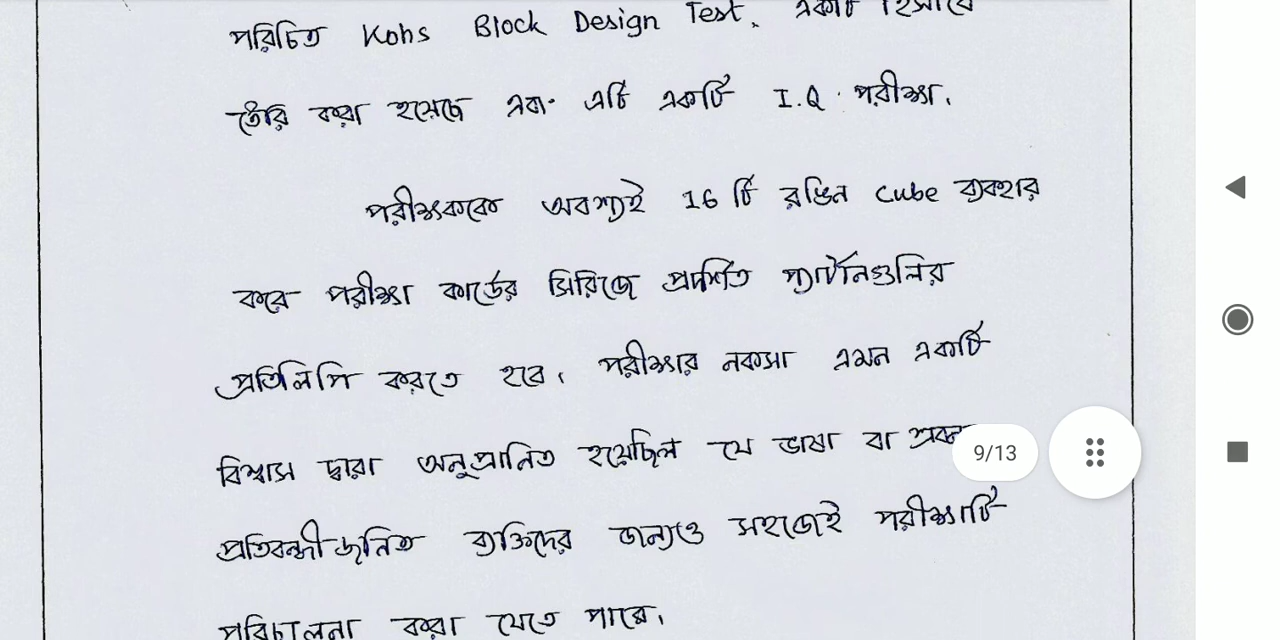 পরিচিত Kohs Block Design Test. একটি হিসাবে
তৈরি করা হয়েছে এবং এটি একটি I.Q পরীক্ষা।
পরীক্ষককে অবশ্যই 16 টি রঙিন cube ব্যবহার
করে পরীক্ষা কার্ডের সিরিজে প্রদর্শিত প্যাটার্নগুলির
প্রতিলিপি করতে হবে। পরীক্ষার নকসা এমন একটি
বিশ্বাস দ্বারা অনুপ্রানিত হয়েছিল যে ভাষা বা
9/13
প্রতিবন্ধীজনিত ব্যক্তিদের জন্যও সহজেই পরীক্ষাটি
পরিচালনা করা যেতে পারে।